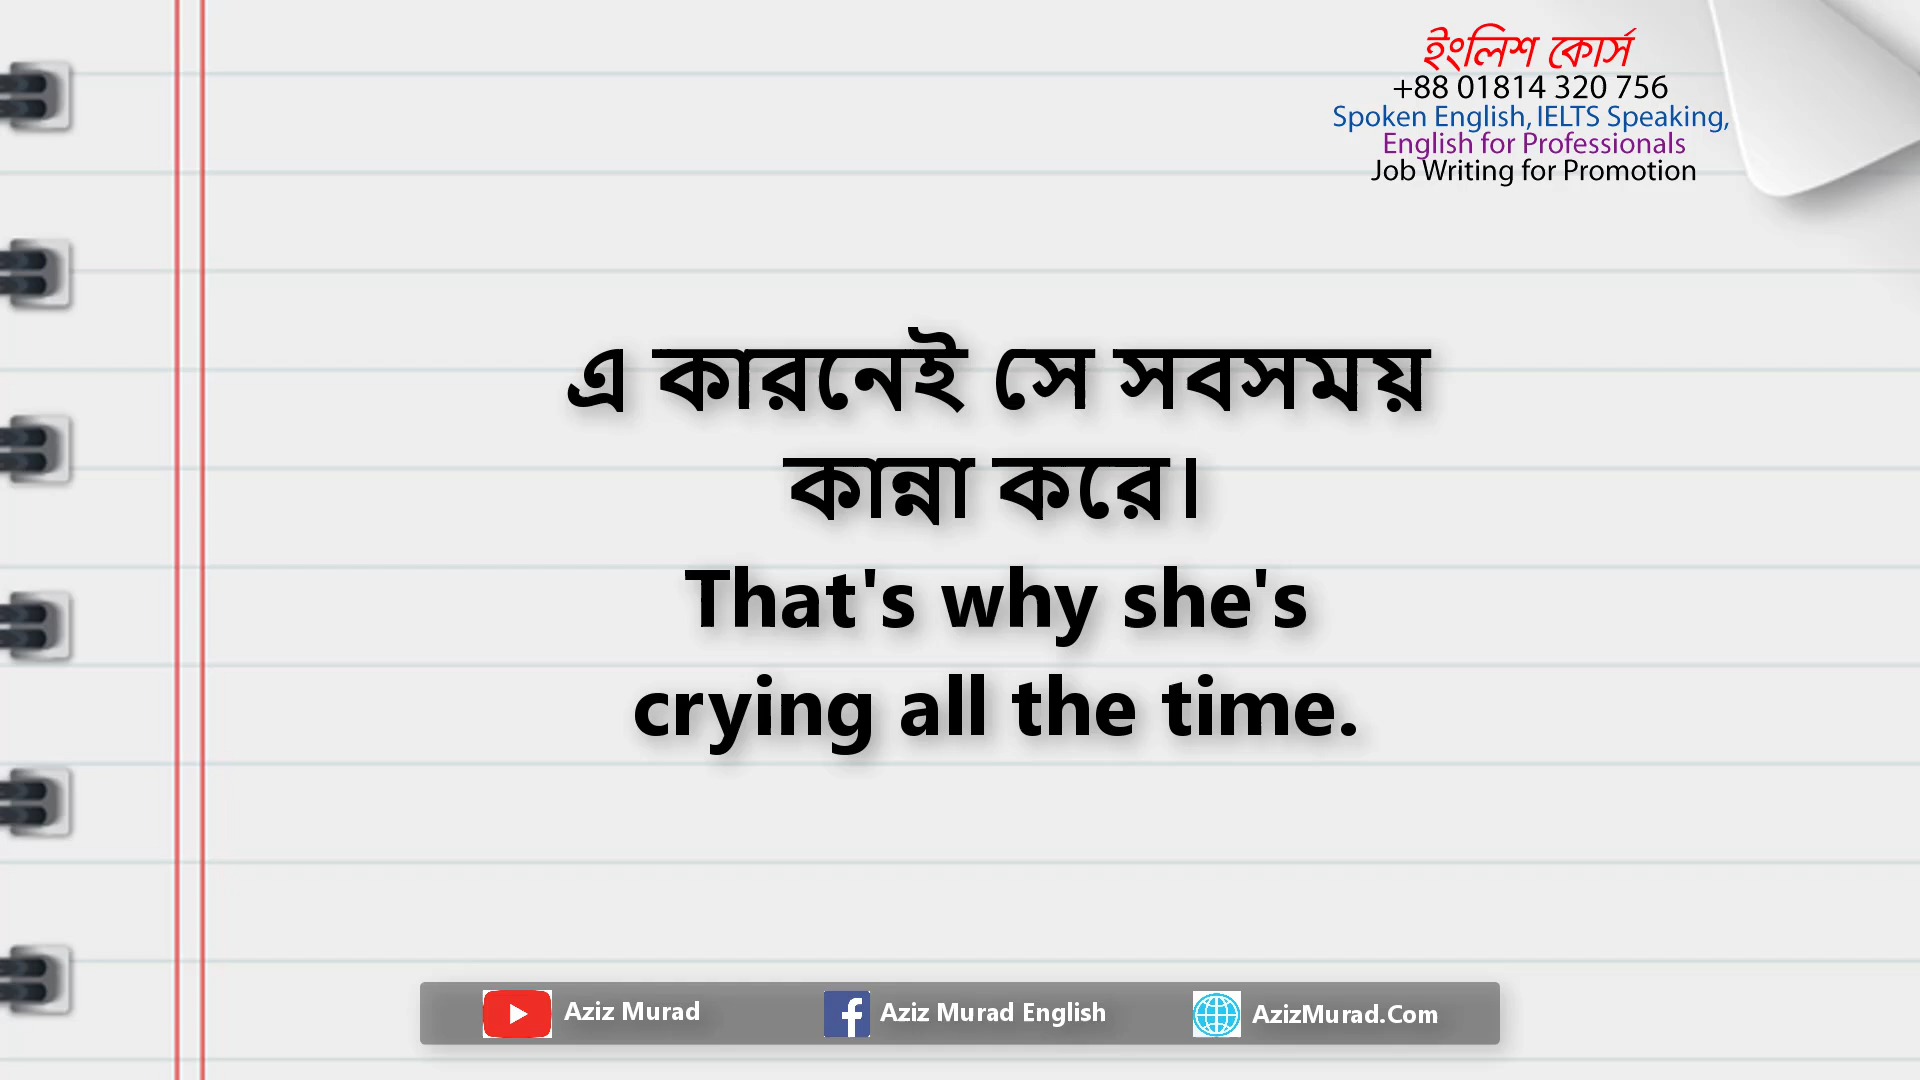 ইংলিশ কোর্স
+88 01814 320 756
Spoken English, IELTS Speaking,
English for Professionals
Job Writing for Promotion
এ কারনেই সে সবসময়
কান্না করে।
That's why she's
crying all the time.
Aziz Murad
Aziz Murad English
AzizMurad.Com